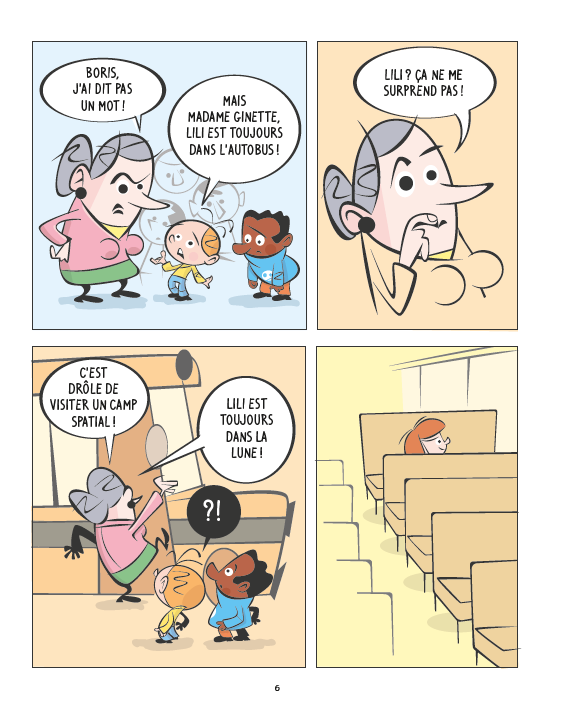 BORIS,
J'AI DIT PAS
UN MOT !
MAIS
MADAME GINETTE,
LILI EST TOUJOURS
DANS L'AUTOBUS !
LILI ? ÇA NE ME
SURPREND PAS !
C'EST
DRÔLE DE
VISITER UN CAMP
SPATIAL !
LILI EST
TOUJOURS
DANS LA
LUNE !
?!
6